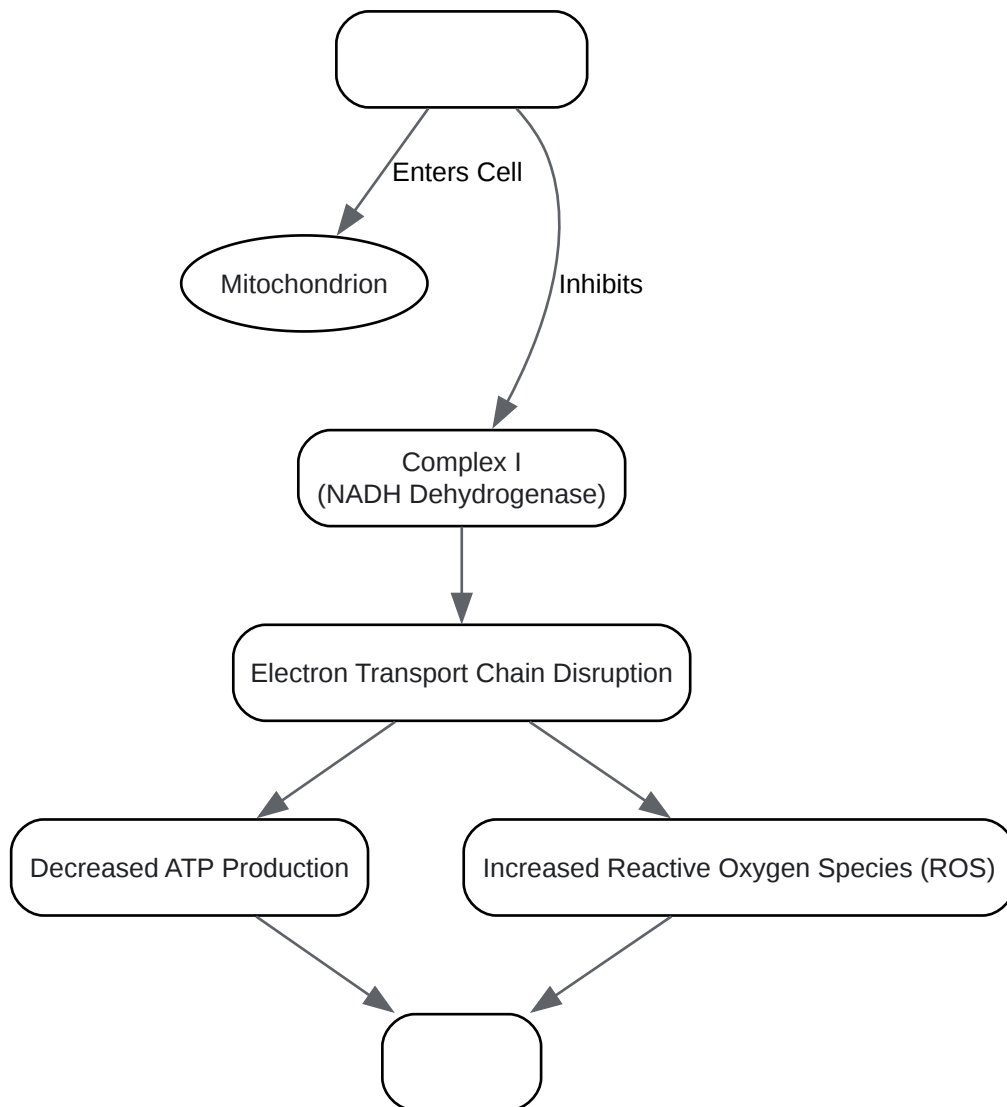 Enters Cell
Mitochondrion
Inhibits
Complex I
(NADH Dehydrogenase)
Electron Transport Chain Disruption
Decreased ATP Production
Increased Reactive Oxygen Species (ROS)